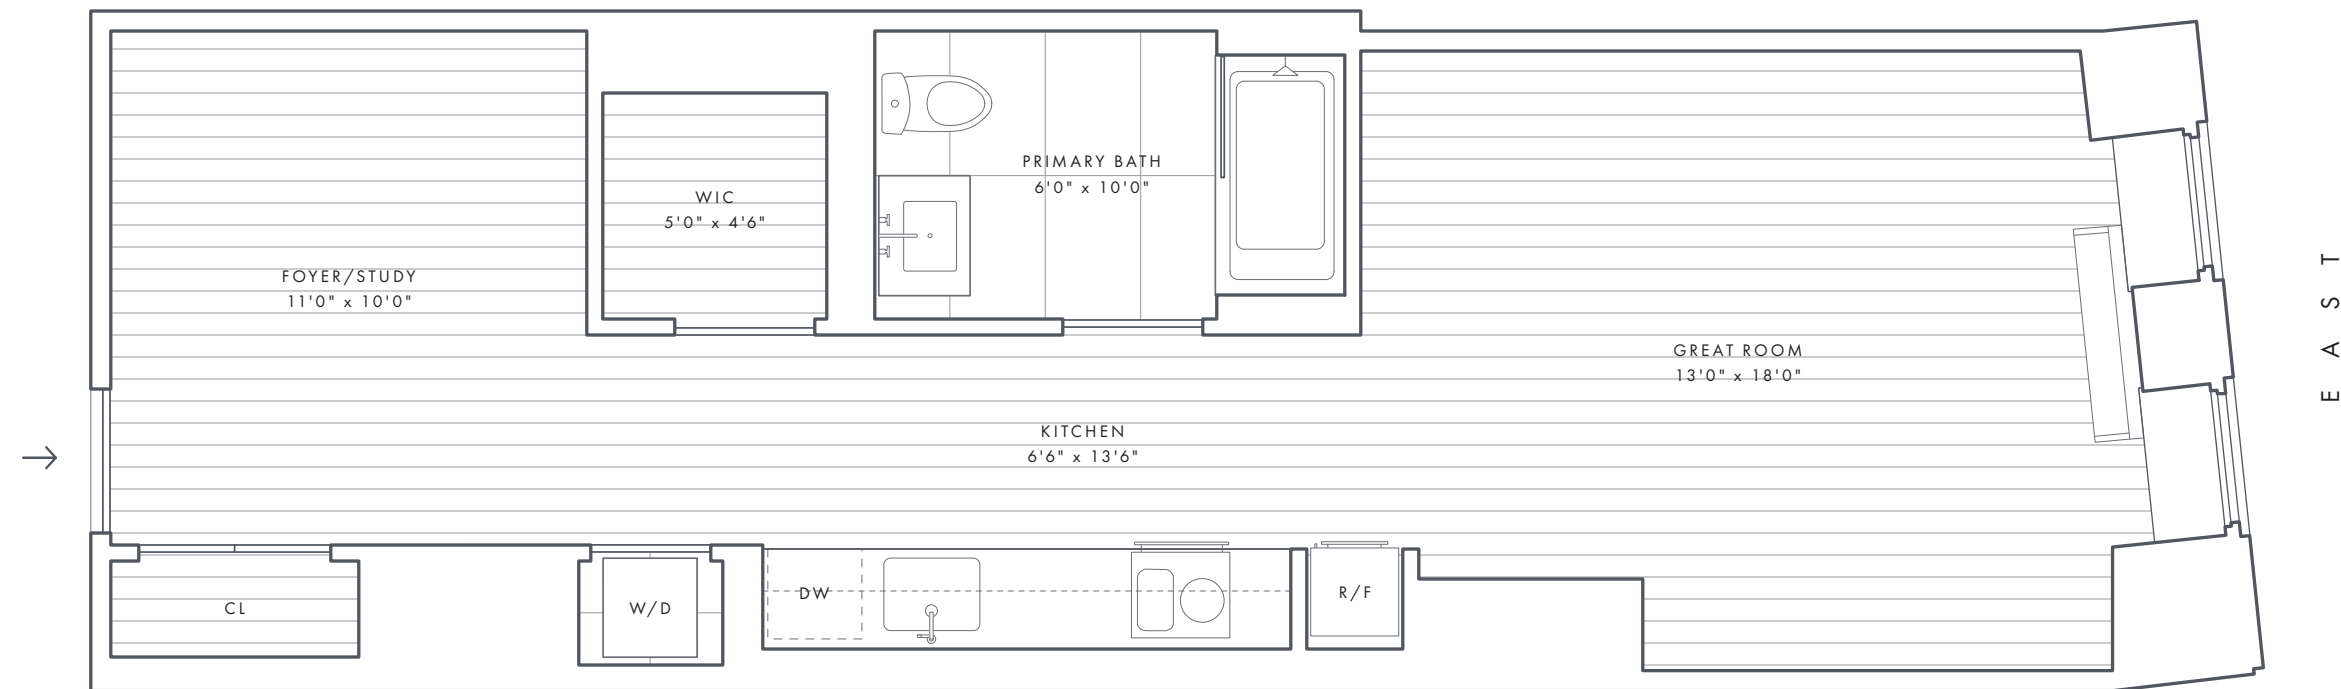 PRIMARY BATH
6'0" x 10'0"
WIC
5'0" x 4'6"
FOYER/STUDY
11'0" x 10'0"
GREAT ROOM
13'0" x 18'0"
EAST
KITCHEN
6'6" x 13'6"
CL
W/D
DW
R/F